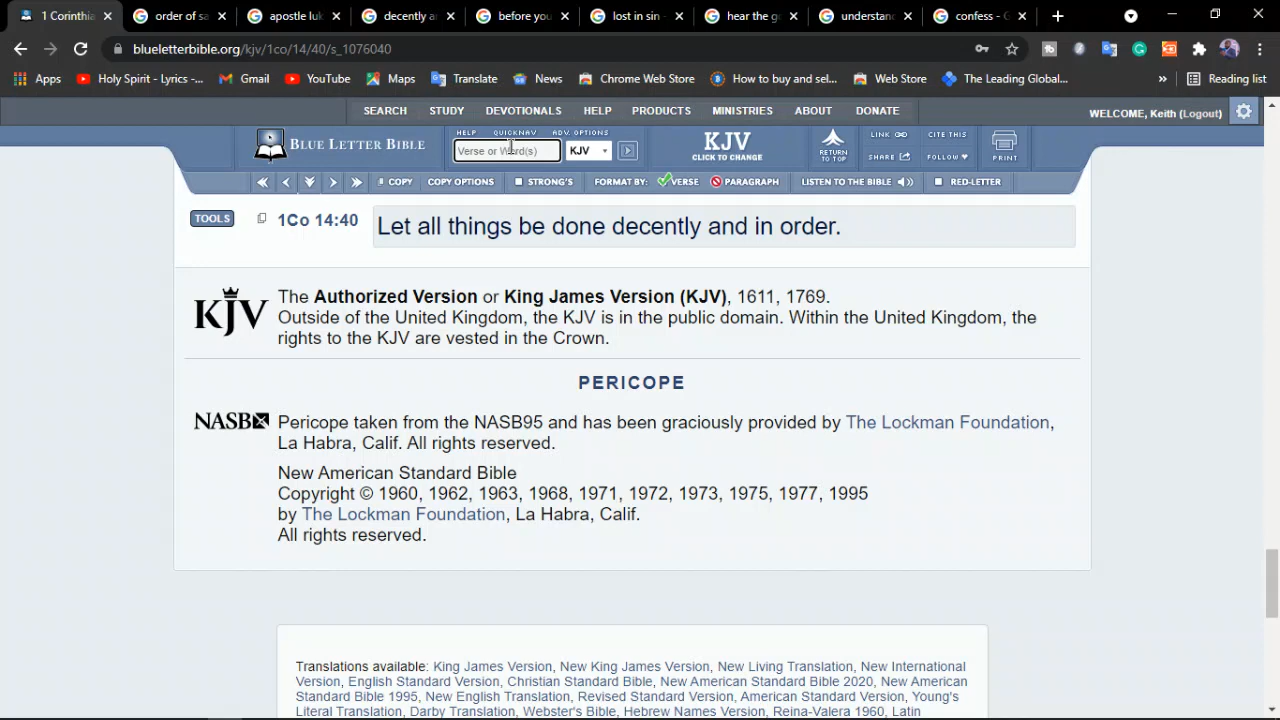 1 Corinthia
order of sa
apostle luk
decently a
before you
lost in sin -
hear the go
understan
confess - G
blueletterbible.org/kjv/1co/14/40/s_1076040
Apps
Holy Spirit - Lyrics -...
Gmail
YouTube
Maps
Translate
News
Chrome Web Store
How to buy and sel...
Web Store
The Leading Global...
»
Reading list
SEARCH STUDY DEVOTIONALS HELP PRODUCTS MINISTRIES ABOUT DONATE
WELCOME, Keith (Logout)
BLUE LETTER BIBLE
HELP QUICKNAV ADV. OPTIONS
Verse or Word(s)
KJV
KJV
CLICK TO CHANGE
RETURN
TO TOP
LINK
CITE THIS
SHARE
FOLLOW
PRINT
COPY COPY OPTIONS STRONG'S FORMAT BY: VERSE PARAGRAPH LISTEN TO THE BIBLE RED-LETTER
TOOLS 1Co 14:40 Let all things be done decently and in order.
KJV
The Authorized Version or King James Version (KJV), 1611, 1769.
Outside of the United Kingdom, the KJV is in the public domain. Within the United Kingdom, the
rights to the KJV are vested in the Crown.
PERICOPE
NASB
Pericope taken from the NASB95 and has been graciously provided by The Lockman Foundation,
La Habra, Calif. All rights reserved.
New American Standard Bible
Copyright © 1960, 1962, 1963, 1968, 1971, 1972, 1973, 1975, 1977, 1995
by The Lockman Foundation, La Habra, Calif.
All rights reserved.
Translations available: King James Version, New King James Version, New Living Translation, New International
Version, English Standard Version, Christian Standard Bible, New American Standard Bible 2020, New American
Standard Bible 1995, New English Translation, Revised Standard Version, American Standard Version, Young's
Literal Translation, Darby Translation, Webster's Bible, Hebrew Names Version, Reina-Valera 1960, Latin